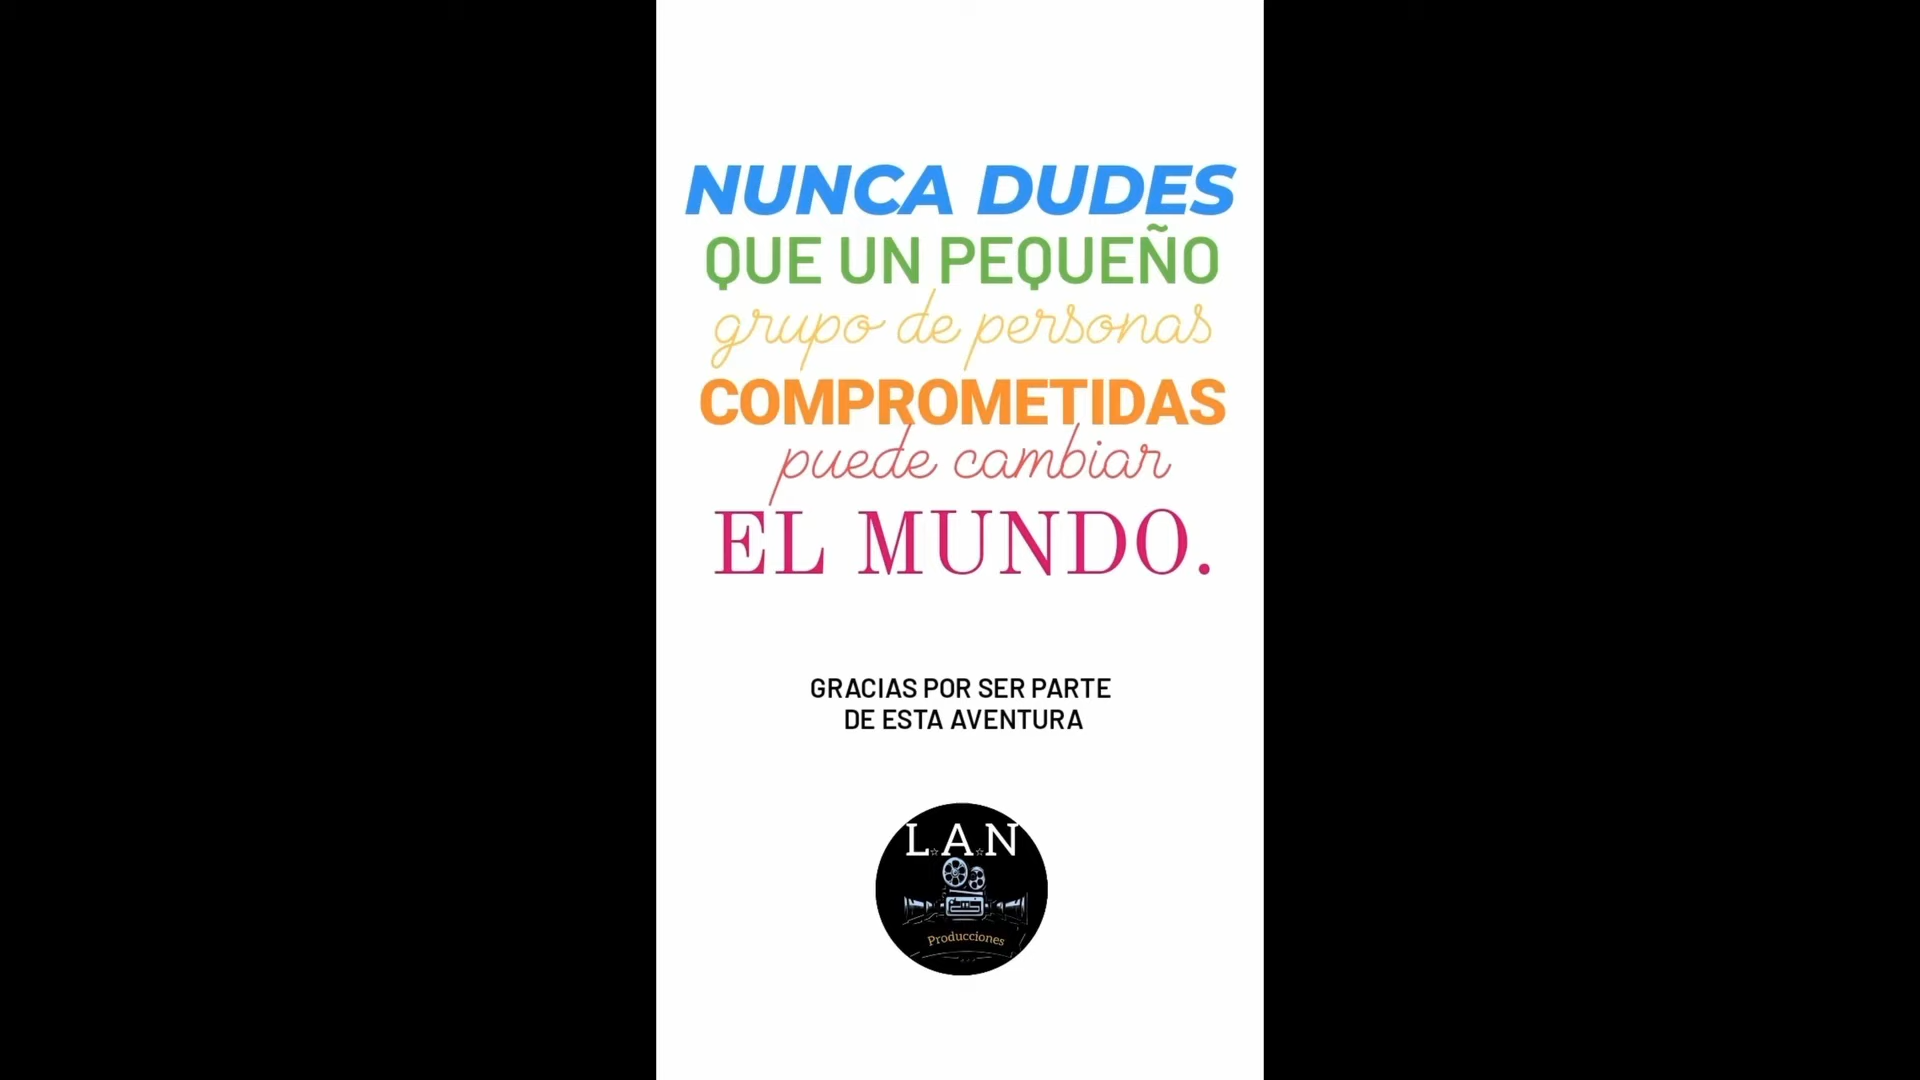 NUNCA DUDES
QUE UN PEQUEÑO
grupo de personas
COMPROMETIDAS
puede cambiar
EL MUNDO.
GRACIAS POR SER PARTE
DE ESTA AVENTURA
L☆A☆N
Producciones